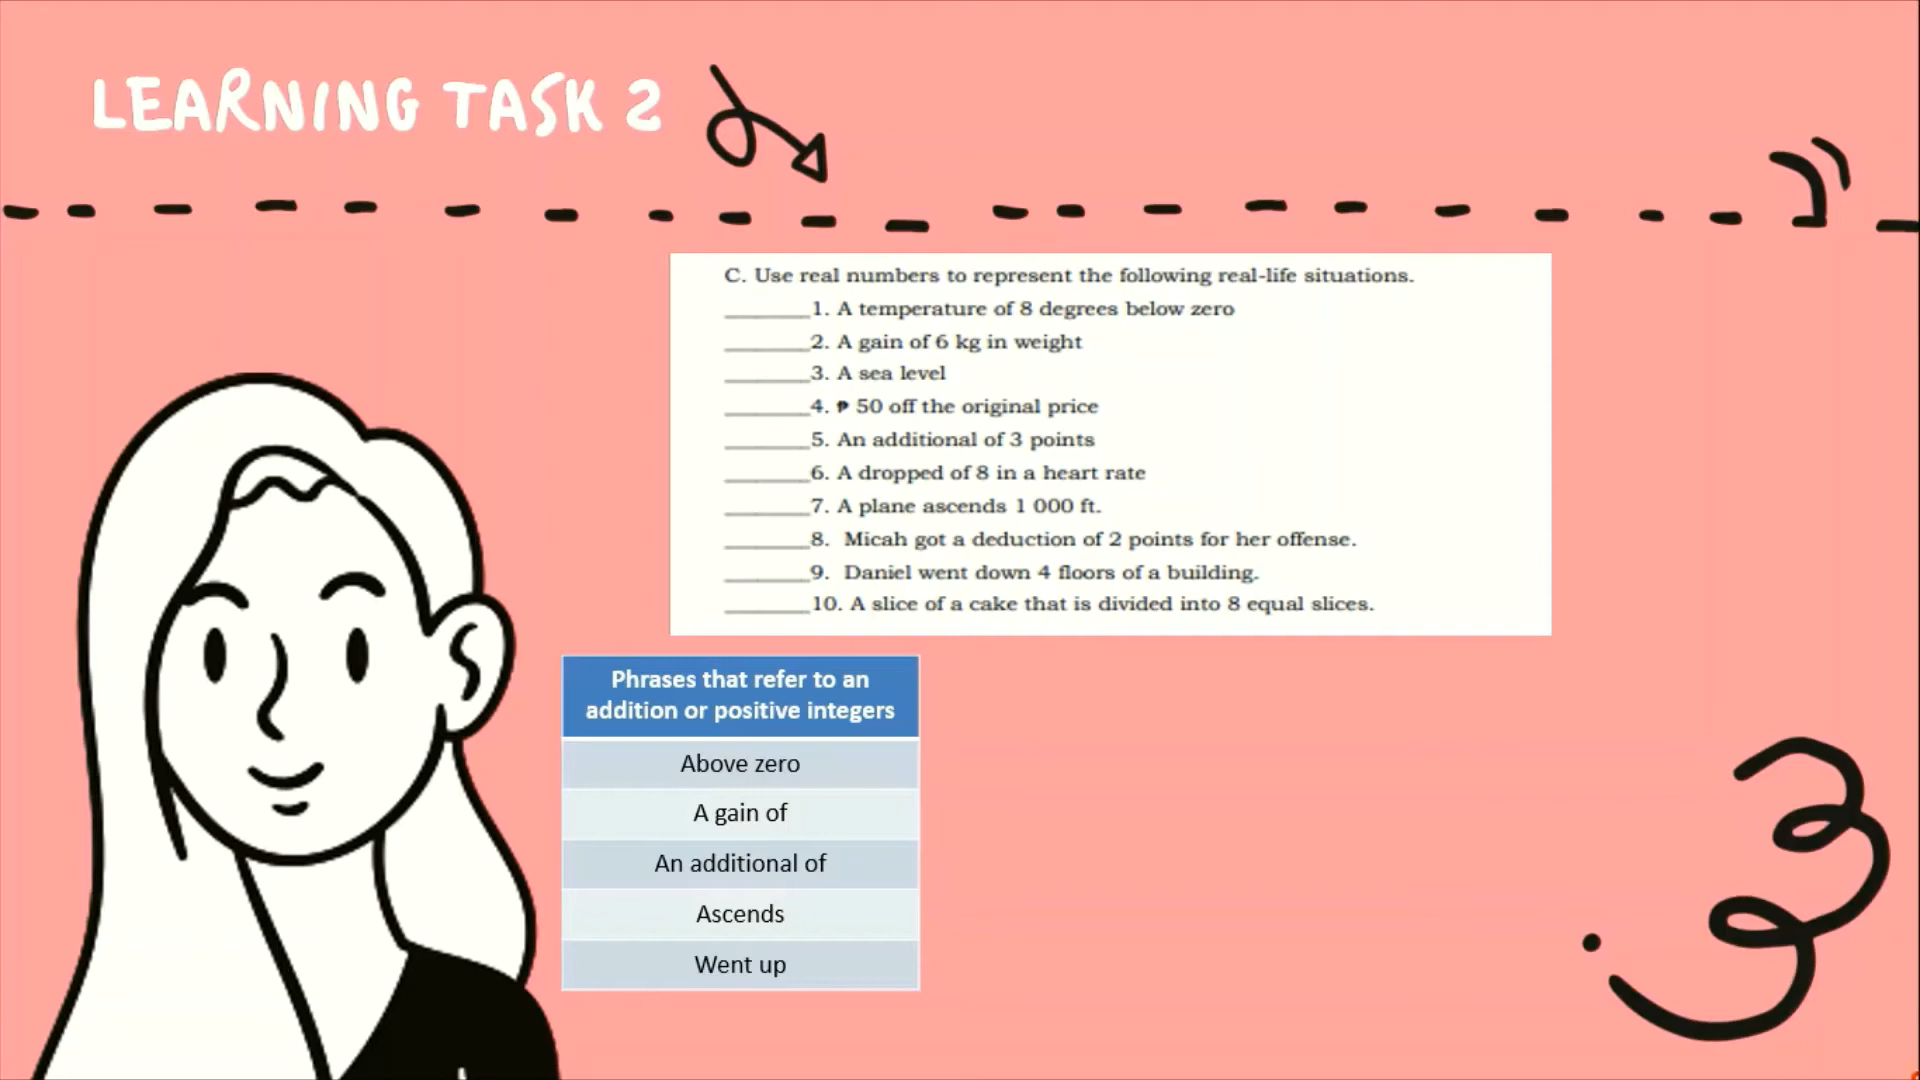 LEARNING TASK 2
C. Use real numbers to represent the following real-life situations.
________1. A temperature of 8 degrees below zero
________2. A gain of 6 kg in weight
________3. A sea level
________4. ₱ 50 off the original price
________5. An additional of 3 points
________6. A dropped of 8 in a heart rate
________7. A plane ascends 1 000 ft.
________8. Micah got a deduction of 2 points for her offense.
________9. Daniel went down 4 floors of a building.
________10. A slice of a cake that is divided into 8 equal slices.
Phrases that refer to an
addition or positive integers
Above zero
A gain of
An additional of
Ascends
Went up